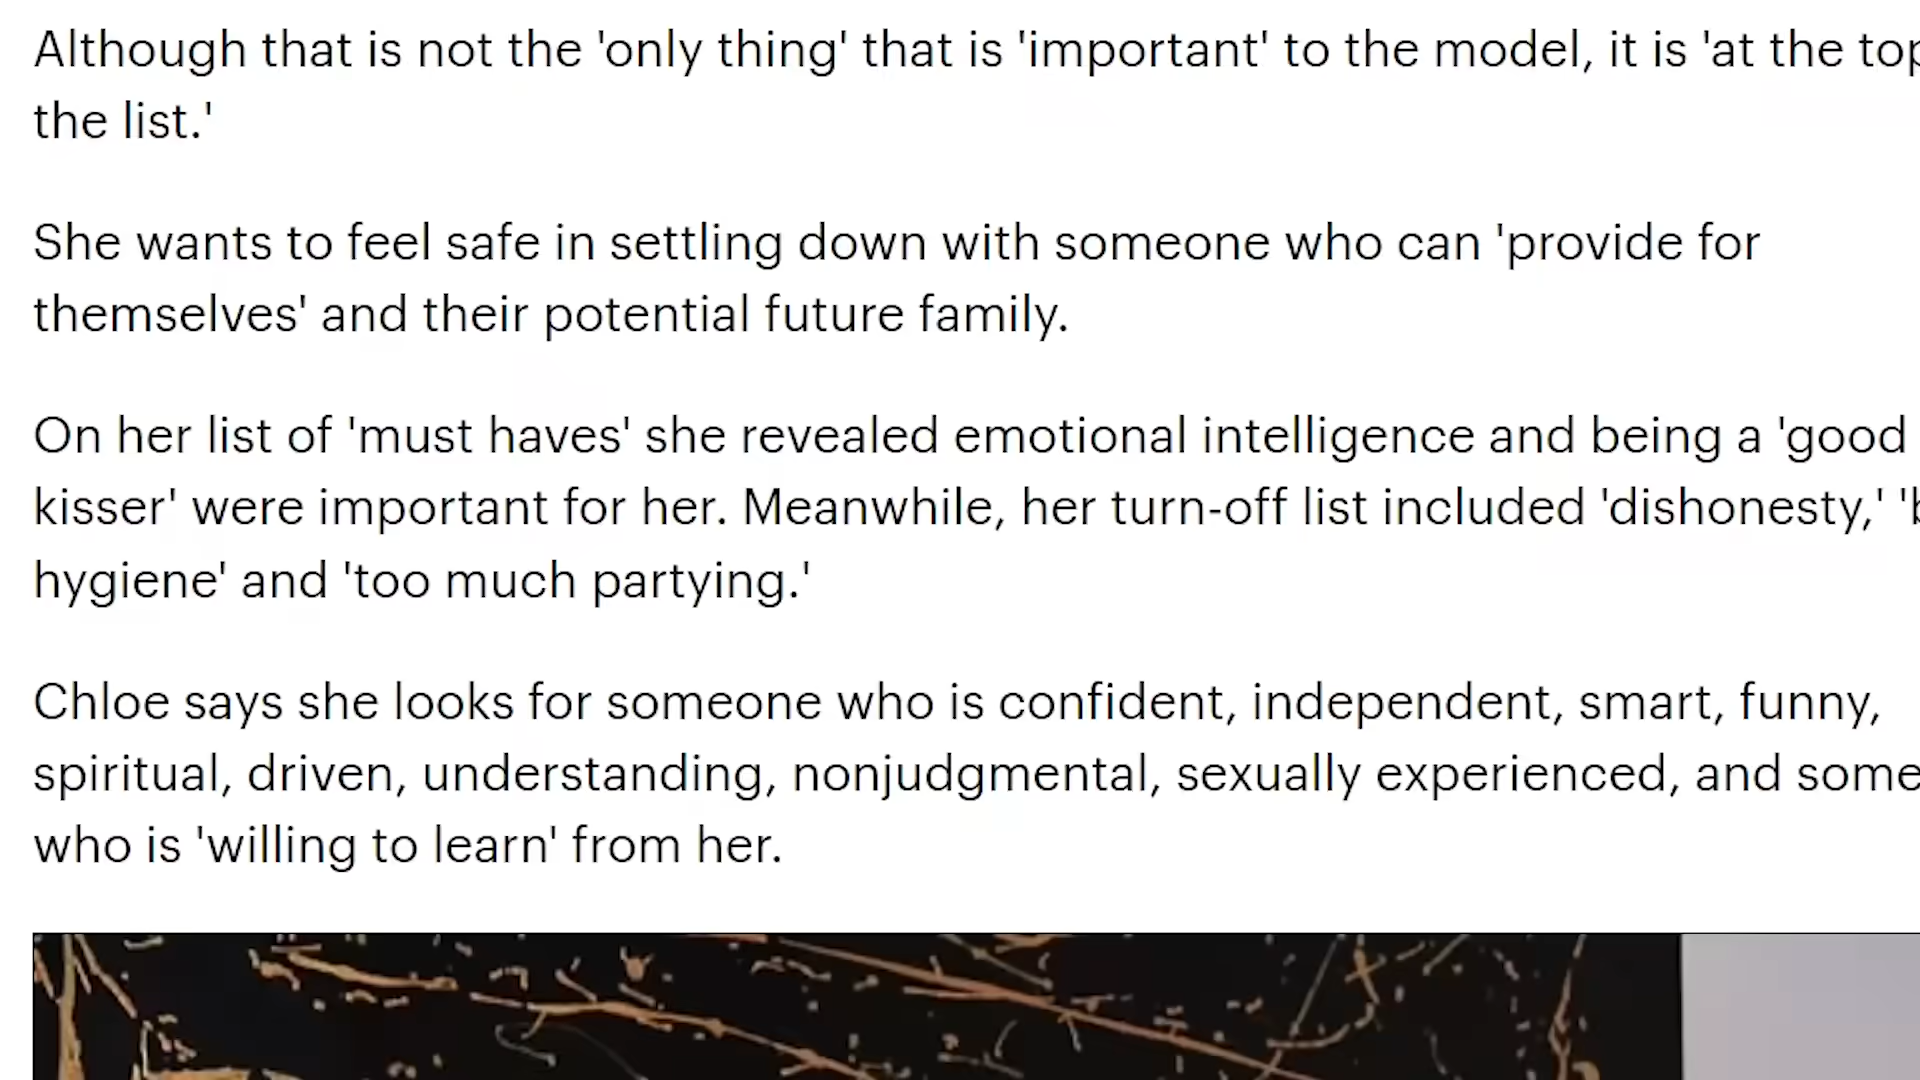 Although that is not the 'only thing' that is 'important' to the model, it is 'at the top
the list.'
She wants to feel safe in settling down with someone who can 'provide for
themselves' and their potential future family.
On her list of 'must haves' she revealed emotional intelligence and being a 'good
kisser' were important for her. Meanwhile, her turn-off list included 'dishonesty,'
hygiene' and 'too much partying.'
Chloe says she looks for someone who is confident, independent, smart, funny,
spiritual, driven, understanding, nonjudgmental, sexually experienced, and some
who is 'willing to learn' from her.